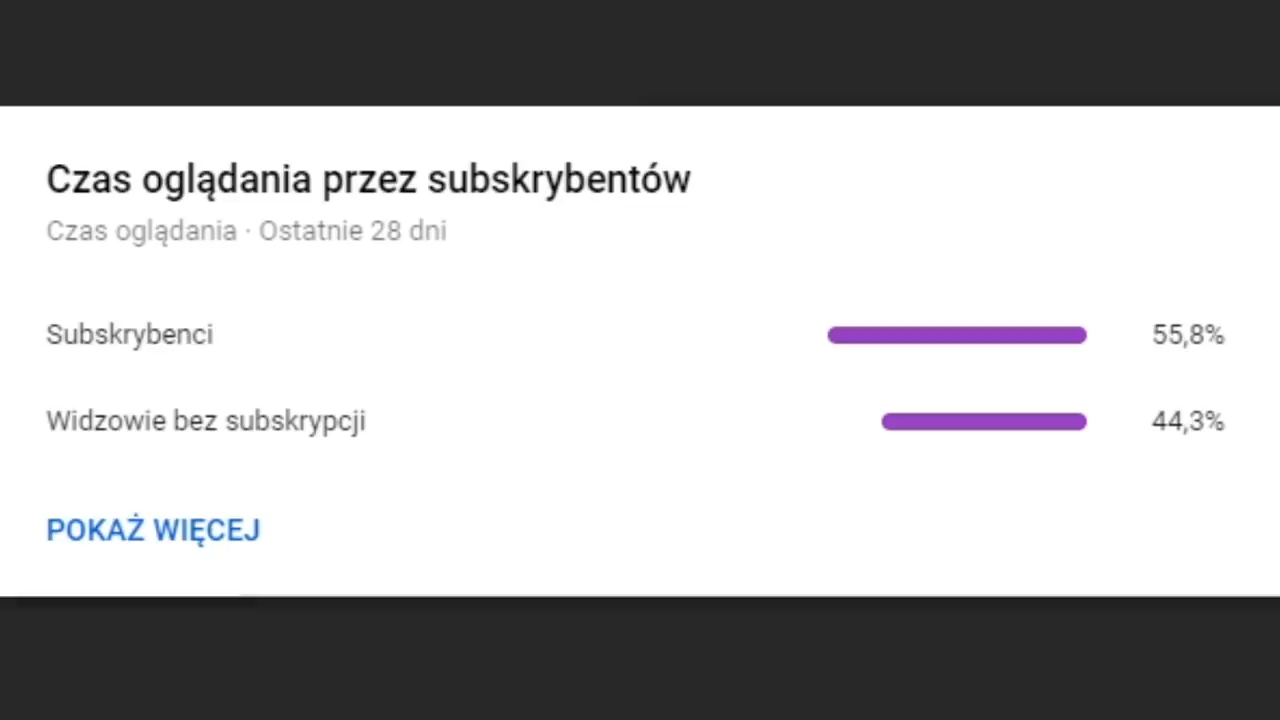 Czas oglądania przez subskrybentów
Czas oglądania · Ostatnie 28 dni
Subskrybenci 55,8%
Widzowie bez subskrypcji 44,3%
POKAŻ WIĘCEJ